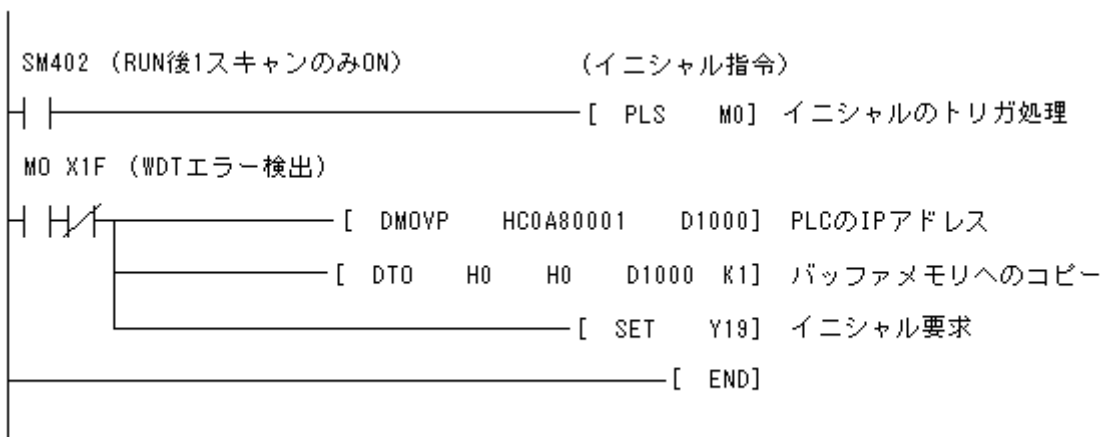 SM402 （RUN後1スキャンのみON） （イニシャル指令）
[ PLS M0] イニシャルのトリガ処理
M0 X1F （WDTエラー検出）
[ DMOVP HC0A80001 D1000] PLCのIPアドレス
[ DTO H0 H0 D1000 K1] バッファメモリへのコピー
[ SET Y19] イニシャル要求
[ END]